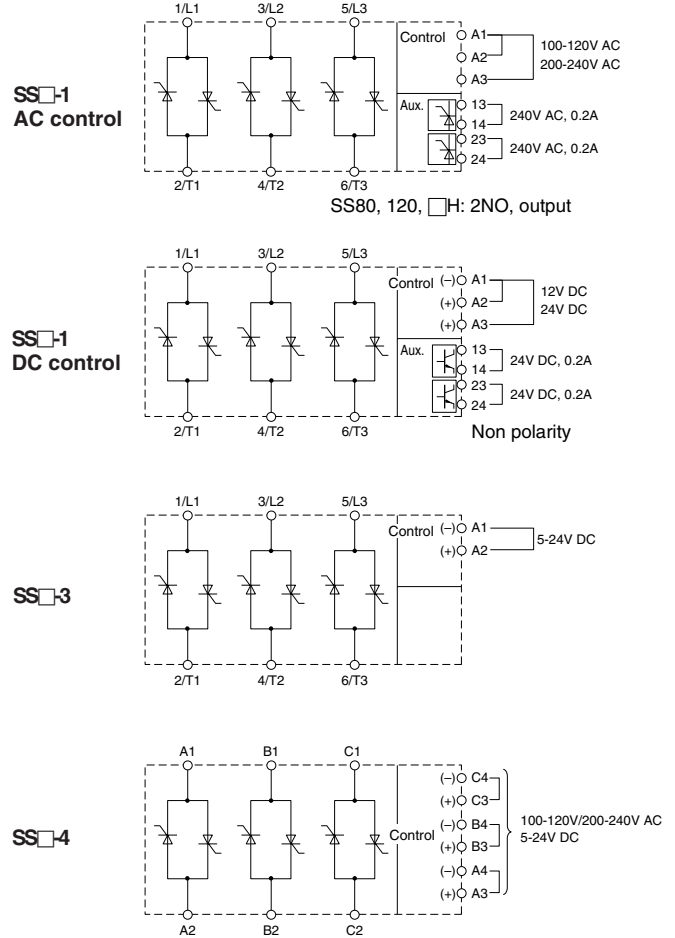 1/L1 3/L2 5/L3
Control A1
A2
A3
100-120V AC
200-240V AC
SS□-1
AC control
Aux. 13
14
240V AC, 0.2A
23
24
240V AC, 0.2A
2/T1 4/T2 6/T3
SS80, 120, □H: 2NO, output
1/L1 3/L2 5/L3
Control (–) A1
(+) A2
(+) A3
12V DC
24V DC
SS□-1
DC control
Aux. 13
14
24V DC, 0.2A
23
24
24V DC, 0.2A
2/T1 4/T2 6/T3
Non polarity
1/L1 3/L2 5/L3
Control (–) A1
(+) A2
5-24V DC
SS□-3
2/T1 4/T2 6/T3
A1 B1 C1
(–) C4
(+) C3
SS□-4
Control
(–) B4
(+) B3
100-120V/200-240V AC
5-24V DC
(–) A4
(+) A3
A2 B2 C2